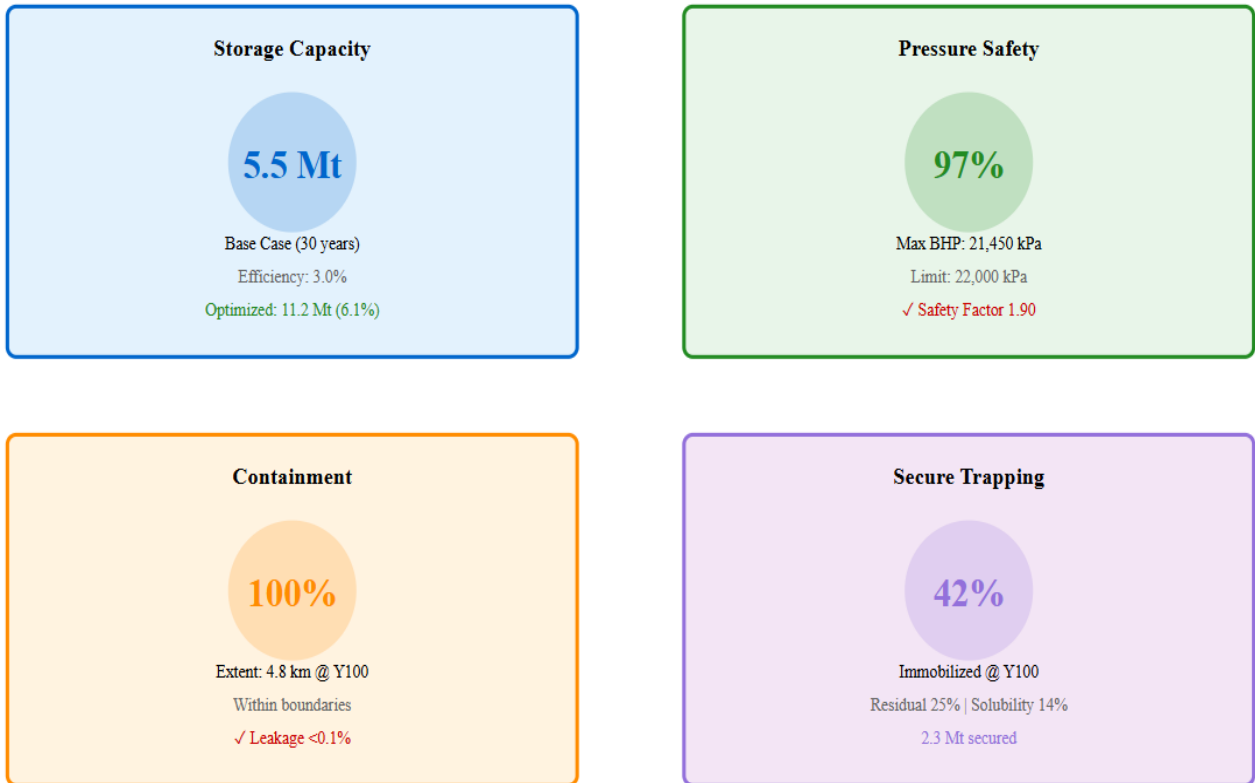 Storage Capacity
5.5 Mt
Base Case (30 years)
Efficiency: 3.0%
Optimized: 11.2 Mt (6.1%)
Pressure Safety
97%
Max BHP: 21,450 kPa
Limit: 22,000 kPa
✓ Safety Factor 1.90
Containment
100%
Extent: 4.8 km @ Y100
Within boundaries
✓ Leakage <0.1%
Secure Trapping
42%
Immobilized @ Y100
Residual 25% | Solubility 14%
2.3 Mt secured